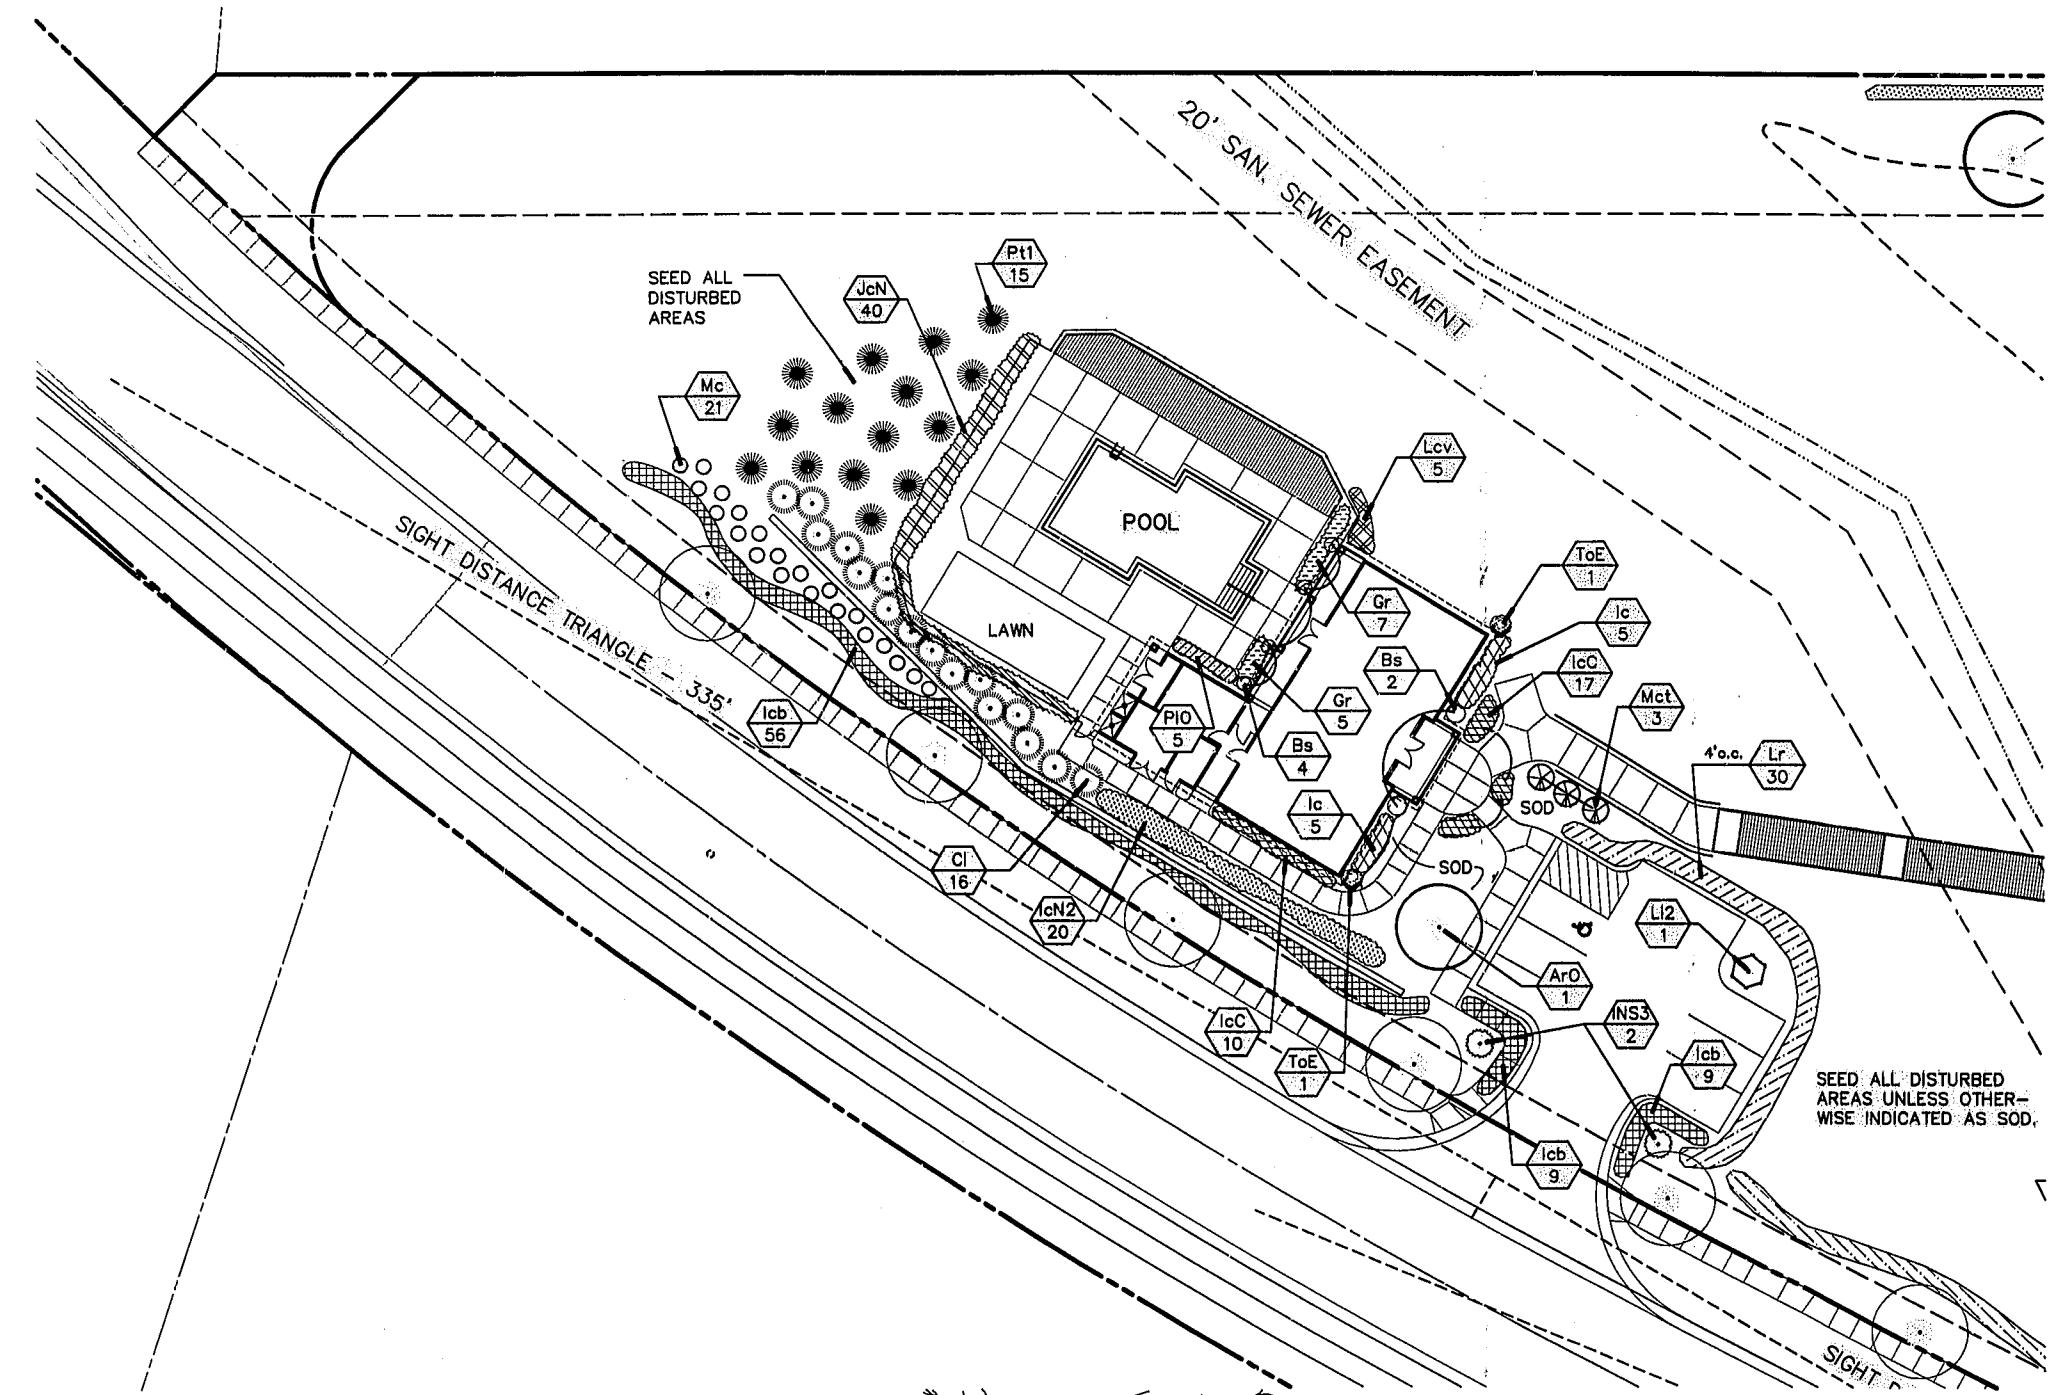 20' SAN. SEWER EASEMENT
Pt1
15
SEED ALL
DISTURBED
AREAS
JcN
40
Mc
21
Lcv
5
POOL
SIGHT DISTANCE TRIANGLE - 335'
ToE
1
Gr
7
Ic
5
LAWN
Bs
2
IcC
17
Icb
56
PlO
5
Gr
5
Mct
3
Bs
4
4'o.c.
Lr
30
Ic
5
SOD
Cl
16
SOD
IcN2
20
LI2
1
ArO
1
IcC
10
INS3
2
ToE
1
Icb
9
SEED ALL DISTURBED
AREAS UNLESS OTHER-
WISE INDICATED AS SOD.
Icb
9
SIGHT